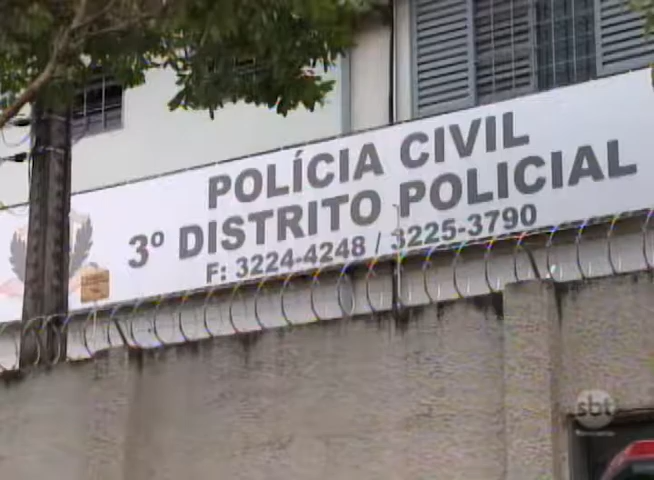 POLÍCIA CIVIL
3º DISTRITO POLICIAL
F: 3224-4248 / 3225-3790
sbt